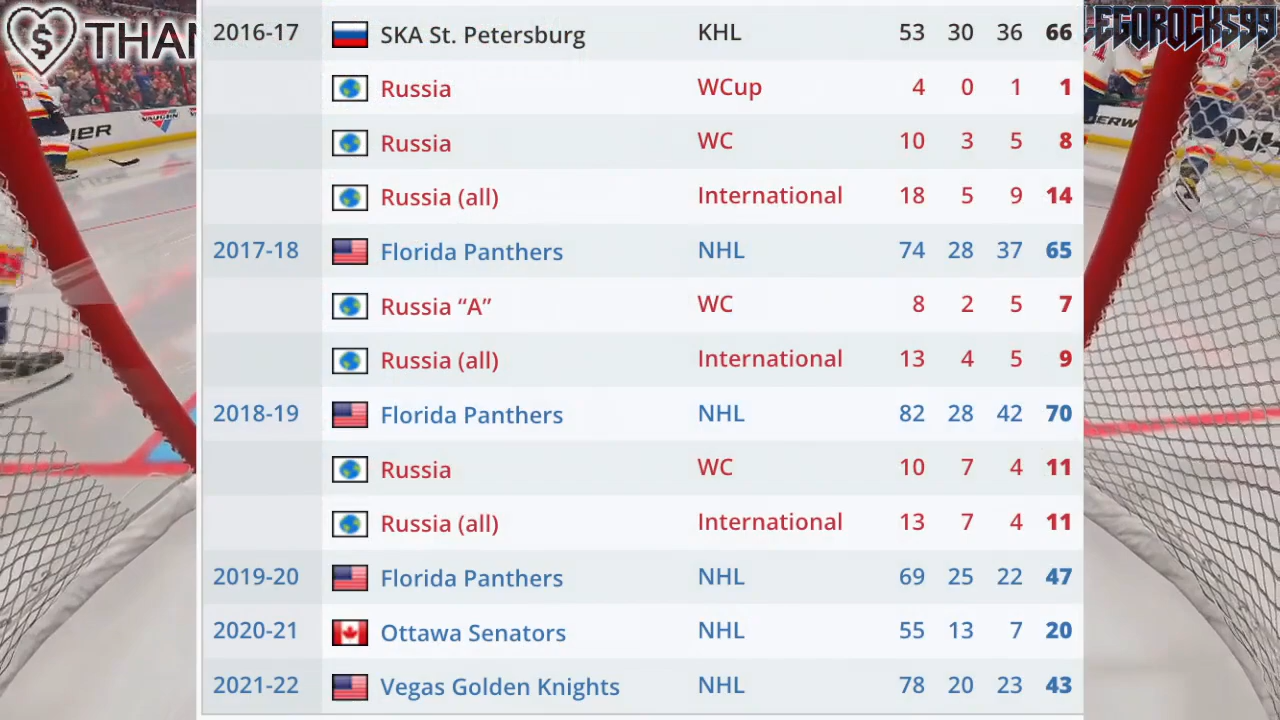 $ THAN
LEGOROCKS99
2016-17 SKA St. Petersburg KHL 53 30 36 66
Russia WCup 4 0 1 1
Russia WC 10 3 5 8
Russia (all) International 18 5 9 14
2017-18 Florida Panthers NHL 74 28 37 65
Russia “A” WC 8 2 5 7
Russia (all) International 13 4 5 9
2018-19 Florida Panthers NHL 82 28 42 70
Russia WC 10 7 4 11
Russia (all) International 13 7 4 11
2019-20 Florida Panthers NHL 69 25 22 47
2020-21 Ottawa Senators NHL 55 13 7 20
2021-22 Vegas Golden Knights NHL 78 20 23 43
VAUGHN